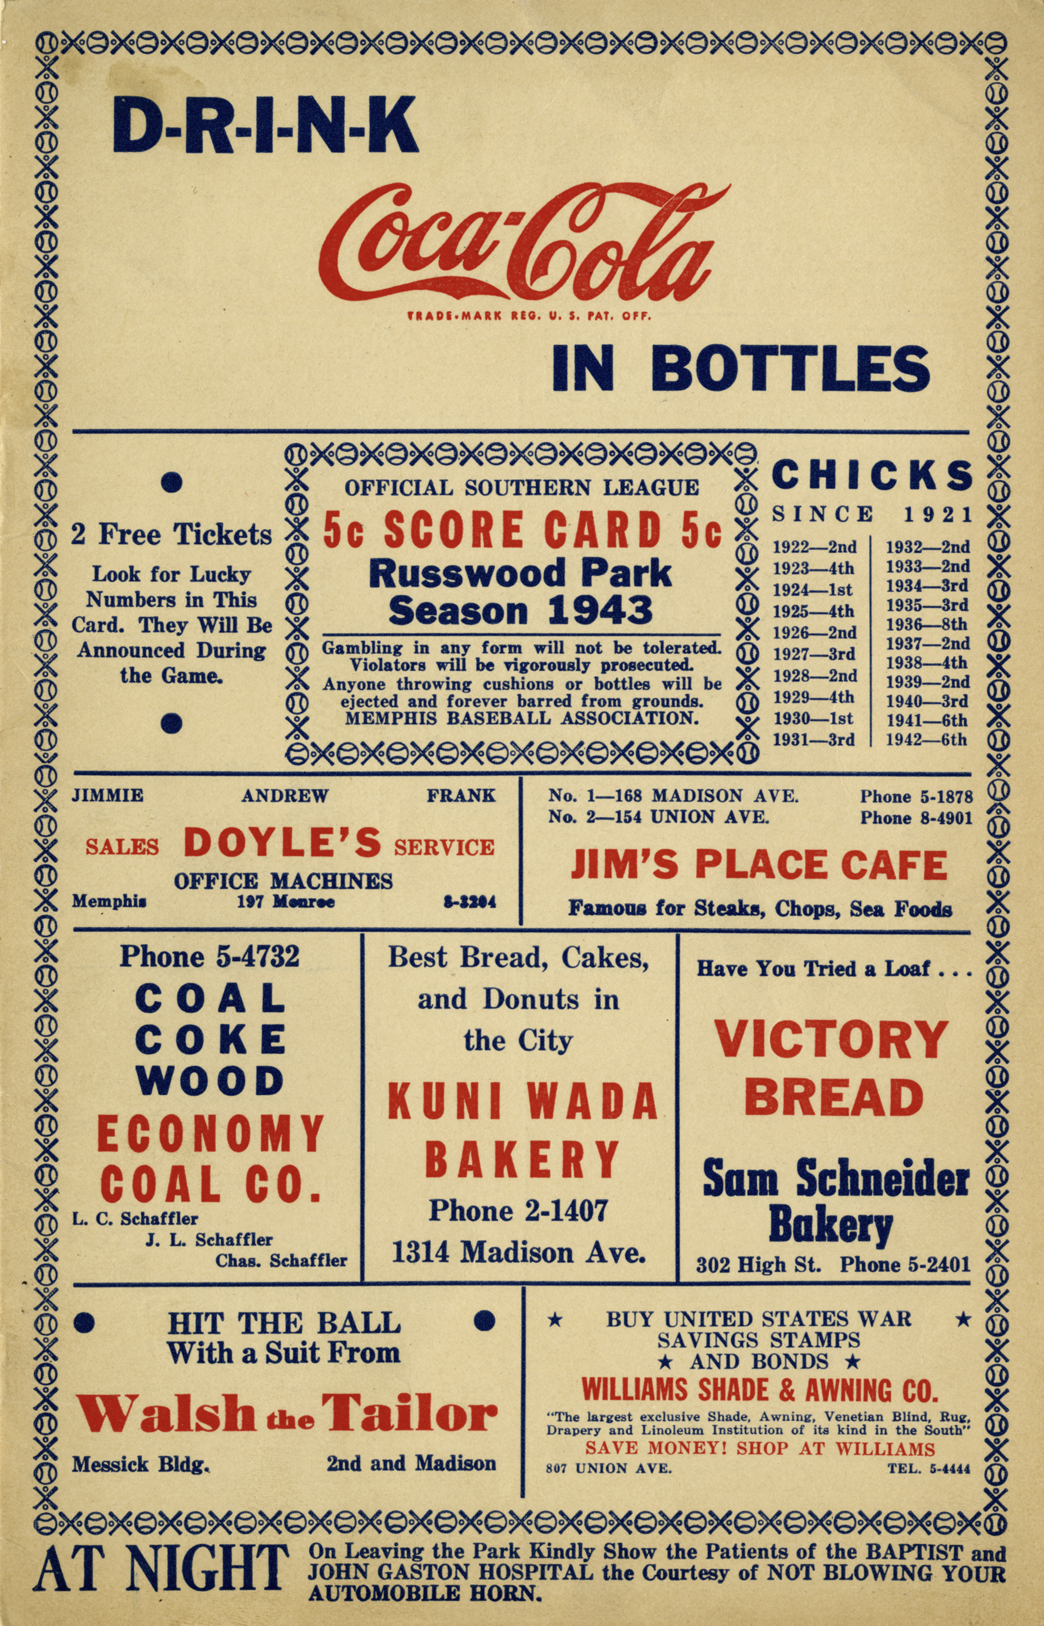 D-R-I-N-K
Coca-Cola
TRADE-MARK REG. U. S. PAT. OFF.
IN BOTTLES
2 Free Tickets
Look for Lucky
Numbers in This
Card. They Will Be
Announced During
the Game.
OFFICIAL SOUTHERN LEAGUE
5c SCORE CARD 5c
Russwood Park
Season 1943
Gambling in any form will not be tolerated.
Violators will be vigorously prosecuted.
Anyone throwing cushions or bottles will be
ejected and forever barred from grounds.
MEMPHIS BASEBALL ASSOCIATION.
CHICKS
SINCE 1921
1922—2nd
1923—4th
1924—1st
1925—4th
1926—2nd
1927—3rd
1928—2nd
1929—4th
1930—1st
1931—3rd
1932—2nd
1933—2nd
1934—3rd
1935—3rd
1936—8th
1937—2nd
1938—4th
1939—2nd
1940—3rd
1941—6th
1942—6th
JIMMIE ANDREW FRANK
SALES DOYLE'S SERVICE
OFFICE MACHINES
Memphis 197 Monroe
No. 1—168 MADISON AVE. Phone 5-1878
No. 2—154 UNION AVE. Phone 8-4901
JIM'S PLACE CAFE
Famous for Steaks, Chops, Sea Foods
Phone 5-4732
COAL
COKE
WOOD
ECONOMY
COAL CO.
L. C. Schaffler
J. L. Schaffler
Chas. Schaffler
Best Bread, Cakes,
and Donuts in
the City
KUNI WADA
BAKERY
Phone 2-1407
1314 Madison Ave.
Have You Tried a Loaf . . .
VICTORY
BREAD
Sam Schneider
Bakery
302 High St. Phone 5-2401
HIT THE BALL
With a Suit From
Walsh the Tailor
Messick Bldg. 2nd and Madison
★ BUY UNITED STATES WAR ★
SAVINGS STAMPS
★ AND BONDS ★
WILLIAMS SHADE & AWNING CO.
"The largest exclusive Shade, Awning, Venetian Blind, Rug,
Drapery and Linoleum Institution of its kind in the South"
SAVE MONEY! SHOP AT WILLIAMS
807 UNION AVE. TEL. 5-4444
AT NIGHT
On Leaving the Park Kindly Show the Patients of the BAPTIST and
JOHN GASTON HOSPITAL the Courtesy of NOT BLOWING YOUR
AUTOMOBILE HORN.